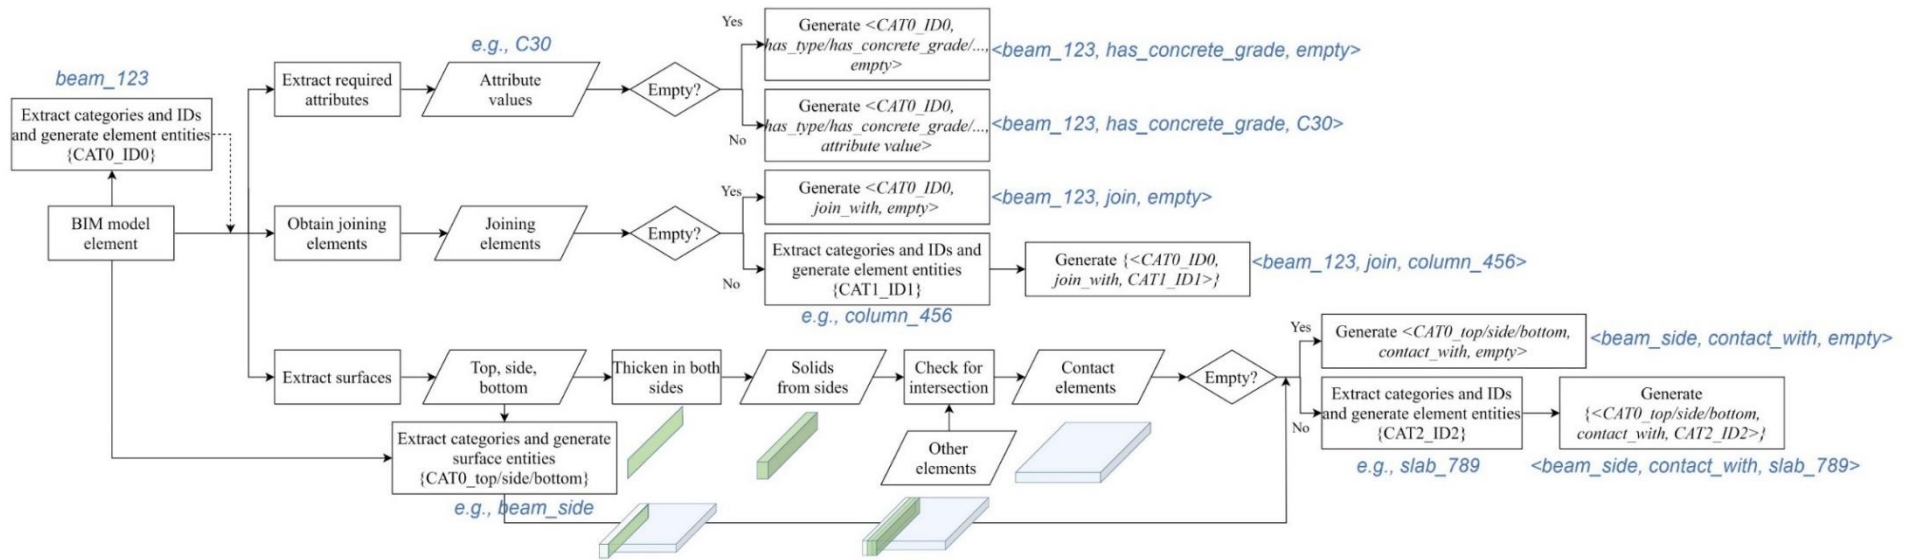 beam_123
Extract categories and IDs
and generate element entities
{CAT0_ID0}
BIM model
element
Extract required
attributes
e.g., C30
Attribute
values
Empty?
Yes
No
Generate <CAT0_ID0,
has_type/has_concrete_grade/...,
empty>
<beam_123, has_concrete_grade, empty>
Generate <CAT0_ID0,
has_type/has_concrete_grade/...,
attribute value>
<beam_123, has_concrete_grade, C30>
Obtain joining
elements
Joining
elements
Empty?
Yes
No
Generate <CAT0_ID0,
join_with, empty>
<beam_123, join, empty>
Extract categories and IDs and
generate element entities
{CAT1_ID1}
e.g., column_456
Generate {<CAT0_ID0,
join_with, CAT1_ID1>}
<beam_123, join, column_456>
Extract surfaces
Top, side,
bottom
Thicken in both
sides
Solids
from sides
Check for
intersection
Contact
elements
Empty?
Yes
No
Generate <CAT0_top/side/bottom,
contact_with, empty>
<beam_side, contact_with, empty>
Extract categories and IDs
and generate element entities
{CAT2_ID2}
e.g., slab_789
Generate
{<CAT0_top/side/bottom,
contact_with, CAT2_ID2>}
<beam_side, contact_with, slab_789>
Extract categories and generate
surface entities
{CAT0_top/side/bottom}
e.g., beam_side
Other
elements